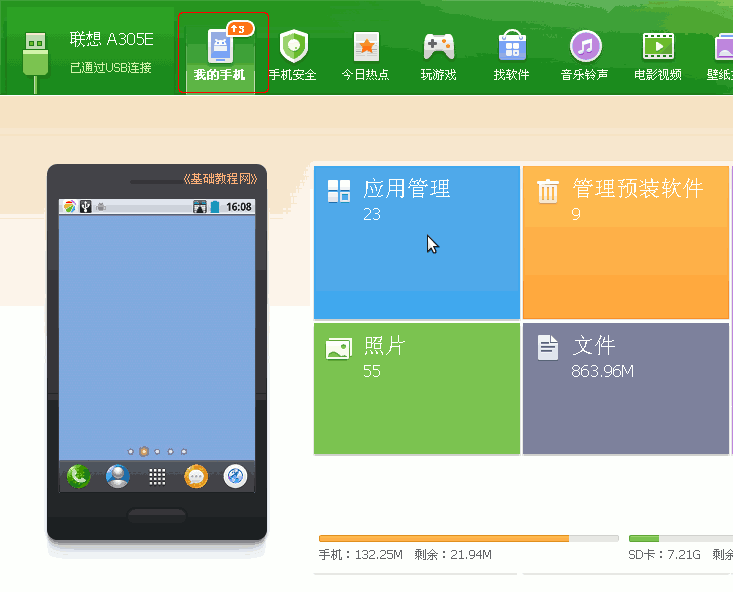 联想 A305E
已通过USB连接
3
我的手机
手机安全
今日热点
玩游戏
找软件
音乐铃声
电影视频
壁纸
《基础教程网》
16:08
应用管理
23
管理预装软件
9
照片
55
文件
863.96M
手机：132.25M 剩余：21.94M
SD卡：7.21G 剩余